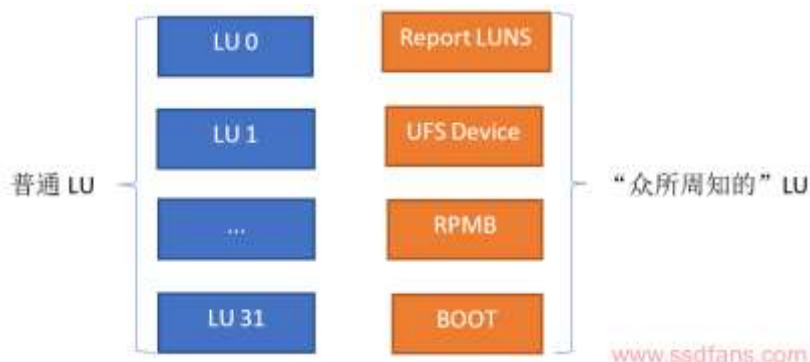 LU 0
Report LUNS
LU 1
UFS Device
普通 LU
“众所周知的” LU
...
RPMB
LU 31
BOOT
www.ssdfans.com